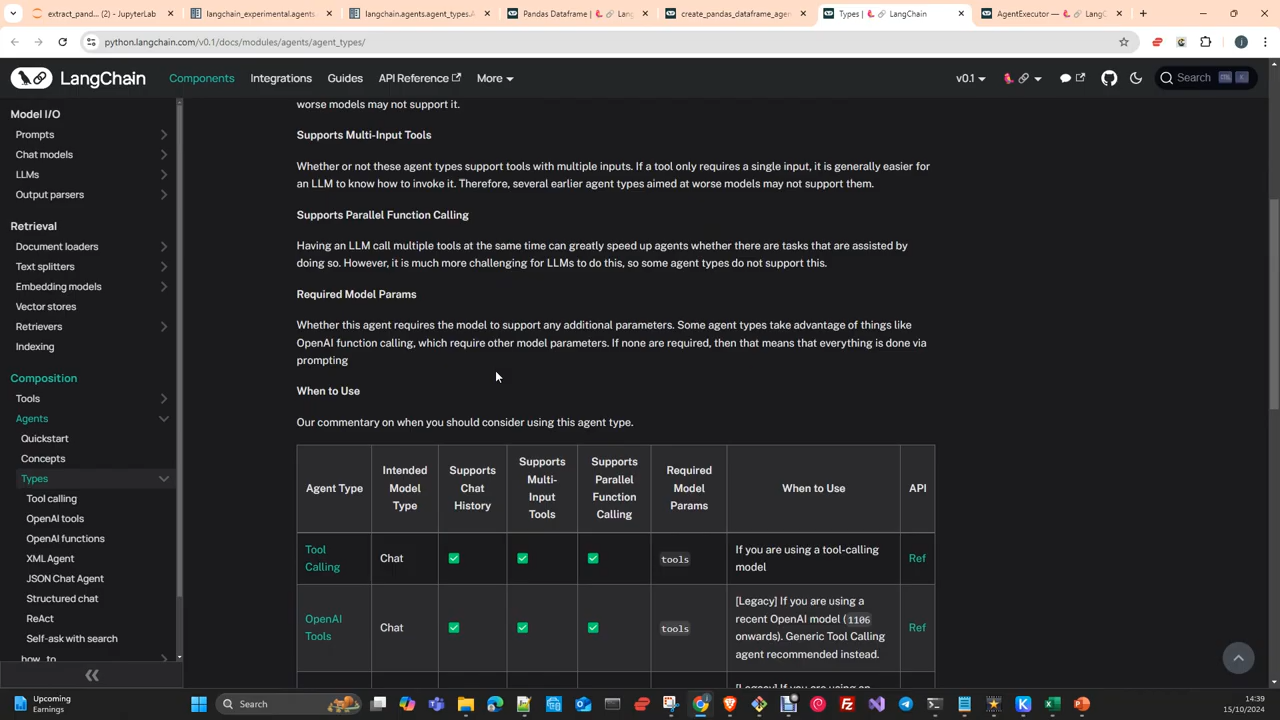 extract_pand... (2) - JupyterLab
langchain_experimental.agents.
langchain.agents.agent_types.A
Pandas Dataframe | 🦜️🔗 Lan
create_pandas_dataframe_agen
Types | 🦜️🔗 LangChain
AgentExecutor — 🦜🔗 LangC
python.langchain.com/v0.1/docs/modules/agents/agent_types/
LangChain
Components
Integrations
Guides
API Reference
More
v0.1
Search
Ctrl
K
Model I/O
Prompts
Chat models
LLMs
Output parsers
Retrieval
Document loaders
Text splitters
Embedding models
Vector stores
Retrievers
Indexing
Composition
Tools
Agents
Quickstart
Concepts
Types
Tool calling
OpenAI tools
OpenAI functions
XML Agent
JSON Chat Agent
Structured chat
ReAct
Self-ask with search
how_to
worse models may not support it.
Supports Multi-Input Tools
Whether or not these agent types support tools with multiple inputs. If a tool only requires a single input, it is generally easier for
an LLM to know how to invoke it. Therefore, several earlier agent types aimed at worse models may not support them.
Supports Parallel Function Calling
Having an LLM call multiple tools at the same time can greatly speed up agents whether there are tasks that are assisted by
doing so. However, it is much more challenging for LLMs to do this, so some agent types do not support this.
Required Model Params
Whether this agent requires the model to support any additional parameters. Some agent types take advantage of things like
OpenAI function calling, which require other model parameters. If none are required, then that means that everything is done via
prompting
When to Use
Our commentary on when you should consider using this agent type.
Agent Type
Intended
Model
Type
Supports
Chat
History
Supports
Multi-
Input
Tools
Supports
Parallel
Function
Calling
Required
Model
Params
When to Use
API
Tool
Calling
Chat
tools
If you are using a tool-calling
model
Ref
OpenAI
Tools
Chat
tools
[Legacy] If you are using a
recent OpenAI model (1106
onwards). Generic Tool Calling
agent recommended instead.
Ref
[Legacy] If you are using an
Upcoming
Earnings
Search
14:39
15/10/2024